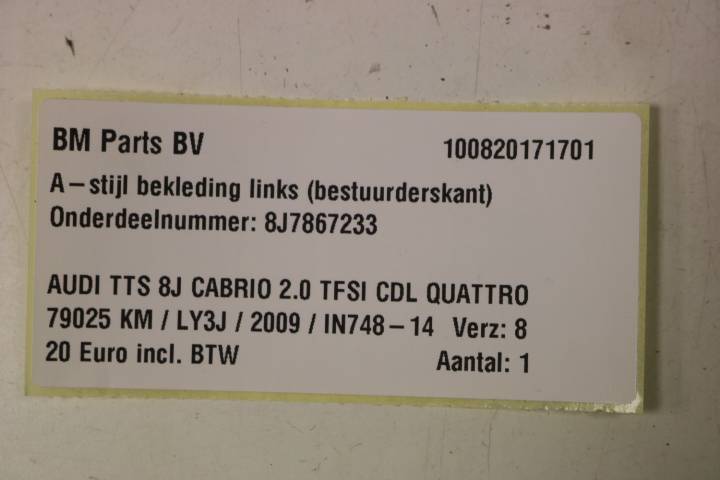 BM Parts BV 100820171701
A-stijl bekleding links (bestuurderskant)
Onderdeelnummer: 8J7867233
AUDI TTS 8J CABRIO 2.0 TFSI CDL QUATTRO
79025 KM / LY3J / 2009 / IN748-14 Verz: 8
20 Euro incl. BTW Aantal: 1